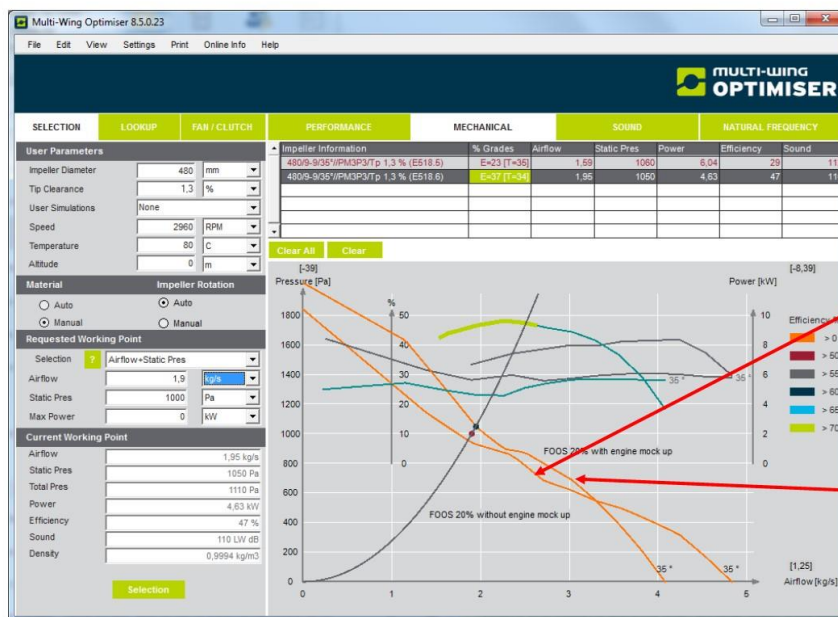 Multi-Wing Optimiser 8.5.0.23
File Edit View Settings Print Online Info Help
MULTI-WING
OPTIMISER
SELECTION LOOKUP FAN / CLUTCH PERFORMANCE MECHANICAL SOUND NATURAL FREQUENCY
User Parameters
Impeller Diameter 480 mm
Tip Clearance 1,3 %
User Simulations None
Speed 2960 RPM
Temperature 80 C
Altitude 0 m
Material Impeller Rotation
Auto Auto
Manual Manual
Requested Working Point
Selection ? Airflow+Static Pres
Airflow 1,9 kg/s
Static Pres 1000 Pa
Max Power 0 kW
Current Working Point
Airflow 1,95 kg/s
Static Pres 1050 Pa
Total Pres 1110 Pa
Power 4,63 kW
Efficiency 47 %
Sound 110 LW dB
Density 0,9994 kg/m3
Selection
Impeller Information % Grades Airflow Static Pres Power Efficiency Sound
480/9-9/35°//PM3P3/Tp 1,3 % (E518.5) E=23 [T=35] 1,59 1060 6,04 29 11
480/9-9/35°//PM3P3/Tp 1,3 % (E518.6) E=37 [T=34] 1,95 1050 4,63 47 11
Clear All Clear
[-39] [-8,39]
Pressure [Pa] Power [kW]
%
1800 50 10
1600 40 8
1400 30 6
1200 20 4
1000 10 2
800 0 0
600
400
200
0
0 1 2 3 4 5
35 ° 35 °
FOOS 20% with engine mock up
FOOS 20% without engine mock up
35 ° 35 °
[1,25]
Airflow [kg/s]
Efficiency
> 0
> 50
> 55
> 60
> 65
> 70